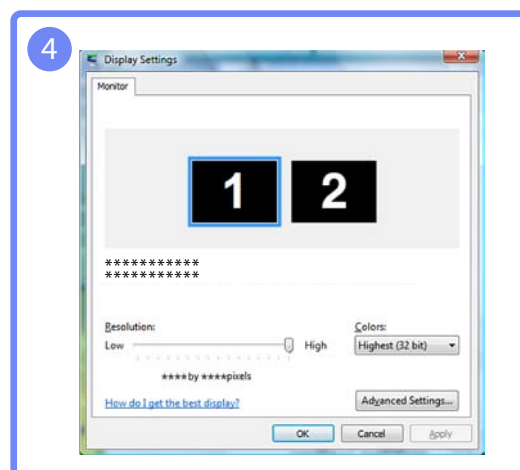 4
Display Settings
Monitor
1 2
***********
***********
Resolution:
Low High
Colors:
Highest (32 bit)
****by ****pixels
How do I get the best display?
Advanced Settings...
OK Cancel Apply